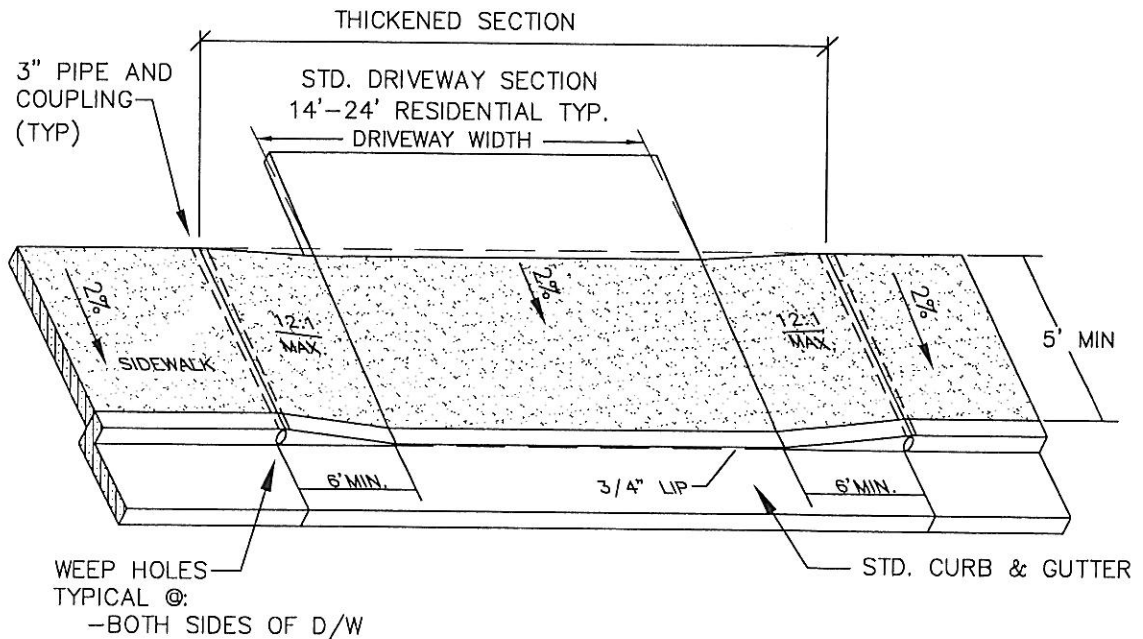 THICKENED SECTION
3" PIPE AND
COUPLING
(TYP)
STD. DRIVEWAY SECTION
14'-24' RESIDENTIAL TYP.
DRIVEWAY WIDTH
2%
SIDEWALK
12:1
MAX.
2%
12:1
MAX.
2%
5' MIN
6'MIN.
3/4" LIP
6'MIN.
WEEP HOLES
TYPICAL @:
-BOTH SIDES OF D/W
STD. CURB & GUTTER